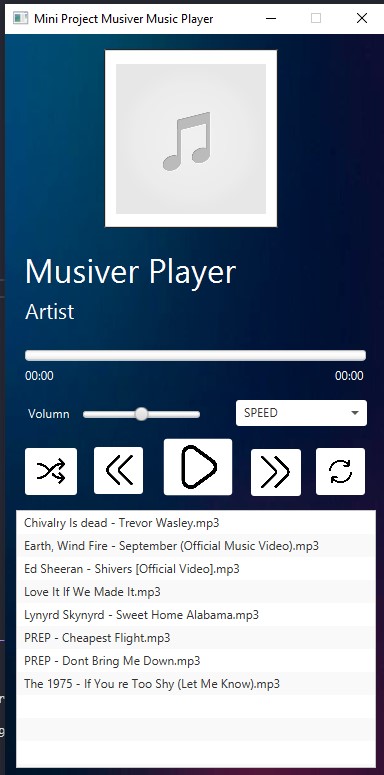 Mini Project Musiver Music Player
Musiver Player
Artist
00:00 00:00
Volumn SPEED
Chivalry Is dead - Trevor Wasley.mp3
Earth, Wind Fire - September (Official Music Video).mp3
Ed Sheeran - Shivers [Official Video].mp3
Love It If We Made It.mp3
Lynyrd Skynyrd - Sweet Home Alabama.mp3
PREP - Cheapest Flight.mp3
PREP - Dont Bring Me Down.mp3
The 1975 - If You re Too Shy (Let Me Know).mp3